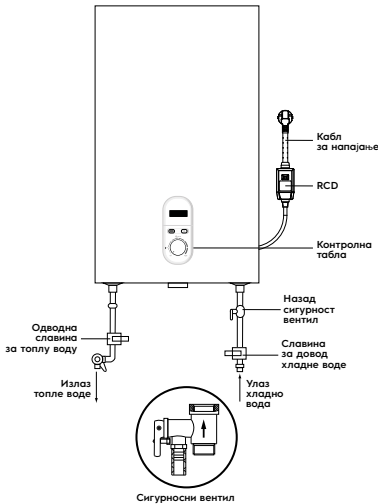 Кабл
за напајање
RCD
Контролна
табла
Назад
сигурност
вентил
Одводна
славина
за топлу воду
Славина
за довод
хладне воде
Излаз
топле воде
Улаз
хладно
вода
Сигурносни вентил